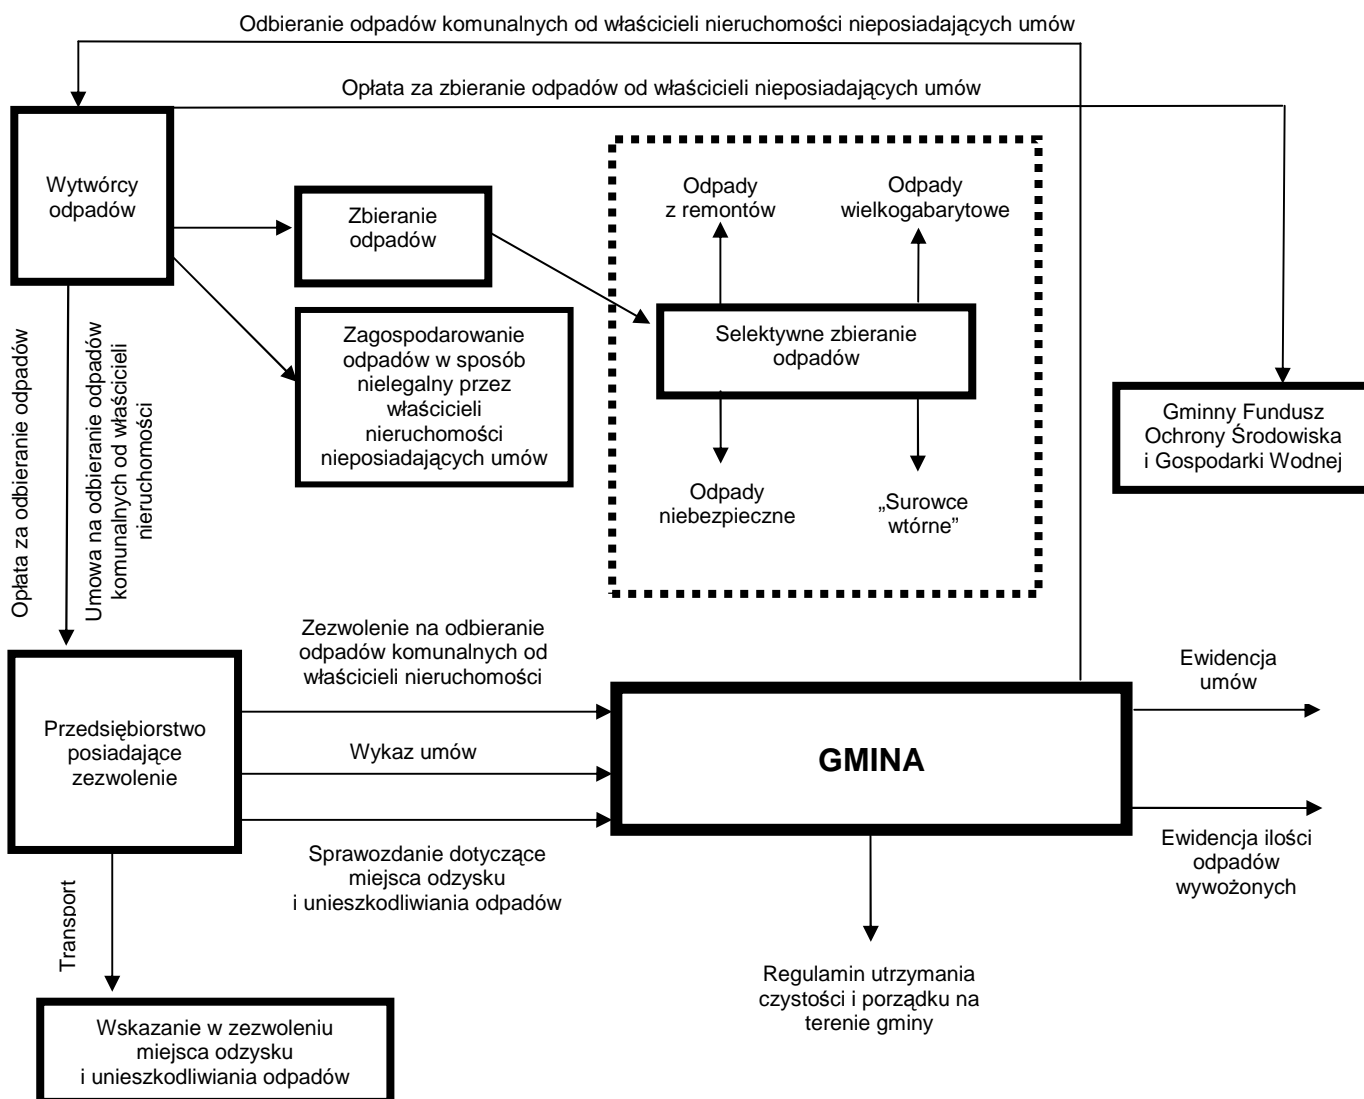 Odbieranie odpadów komunalnych od właścicieli nieruchomości nieposiadających umów
Opłata za zbieranie odpadów od właścicieli nieposiadających umów
Wytwórcy
odpadów
Zbieranie
odpadów
Odpady
z remontów
Odpady
wielkogabarytowe
Zagospodarowanie
odpadów w sposób
nielegalny przez
właścicieli
nieruchomości
nieposiadających umów
Selektywne zbieranie
odpadów
Odpady
niebezpieczne
„Surowce
wtórne”
Gminny Fundusz
Ochrony Środowiska
i Gospodarki Wodnej
Opłata za odbieranie odpadów
Umowa na odbieranie odpadów
komunalnych od właścicieli
nieruchomości
Zezwolenie na odbieranie
odpadów komunalnych od
właścicieli nieruchomości
Przedsiębiorstwo
posiadające
zezwolenie
Wykaz umów
GMINA
Ewidencja
umów
Sprawozdanie dotyczące
miejsca odzysku
i unieszkodliwiania odpadów
Ewidencja ilości
odpadów
wywożonych
Transport
Regulamin utrzymania
czystości i porządku na
terenie gminy
Wskazanie w zezwoleniu
miejsca odzysku
i unieszkodliwiania odpadów